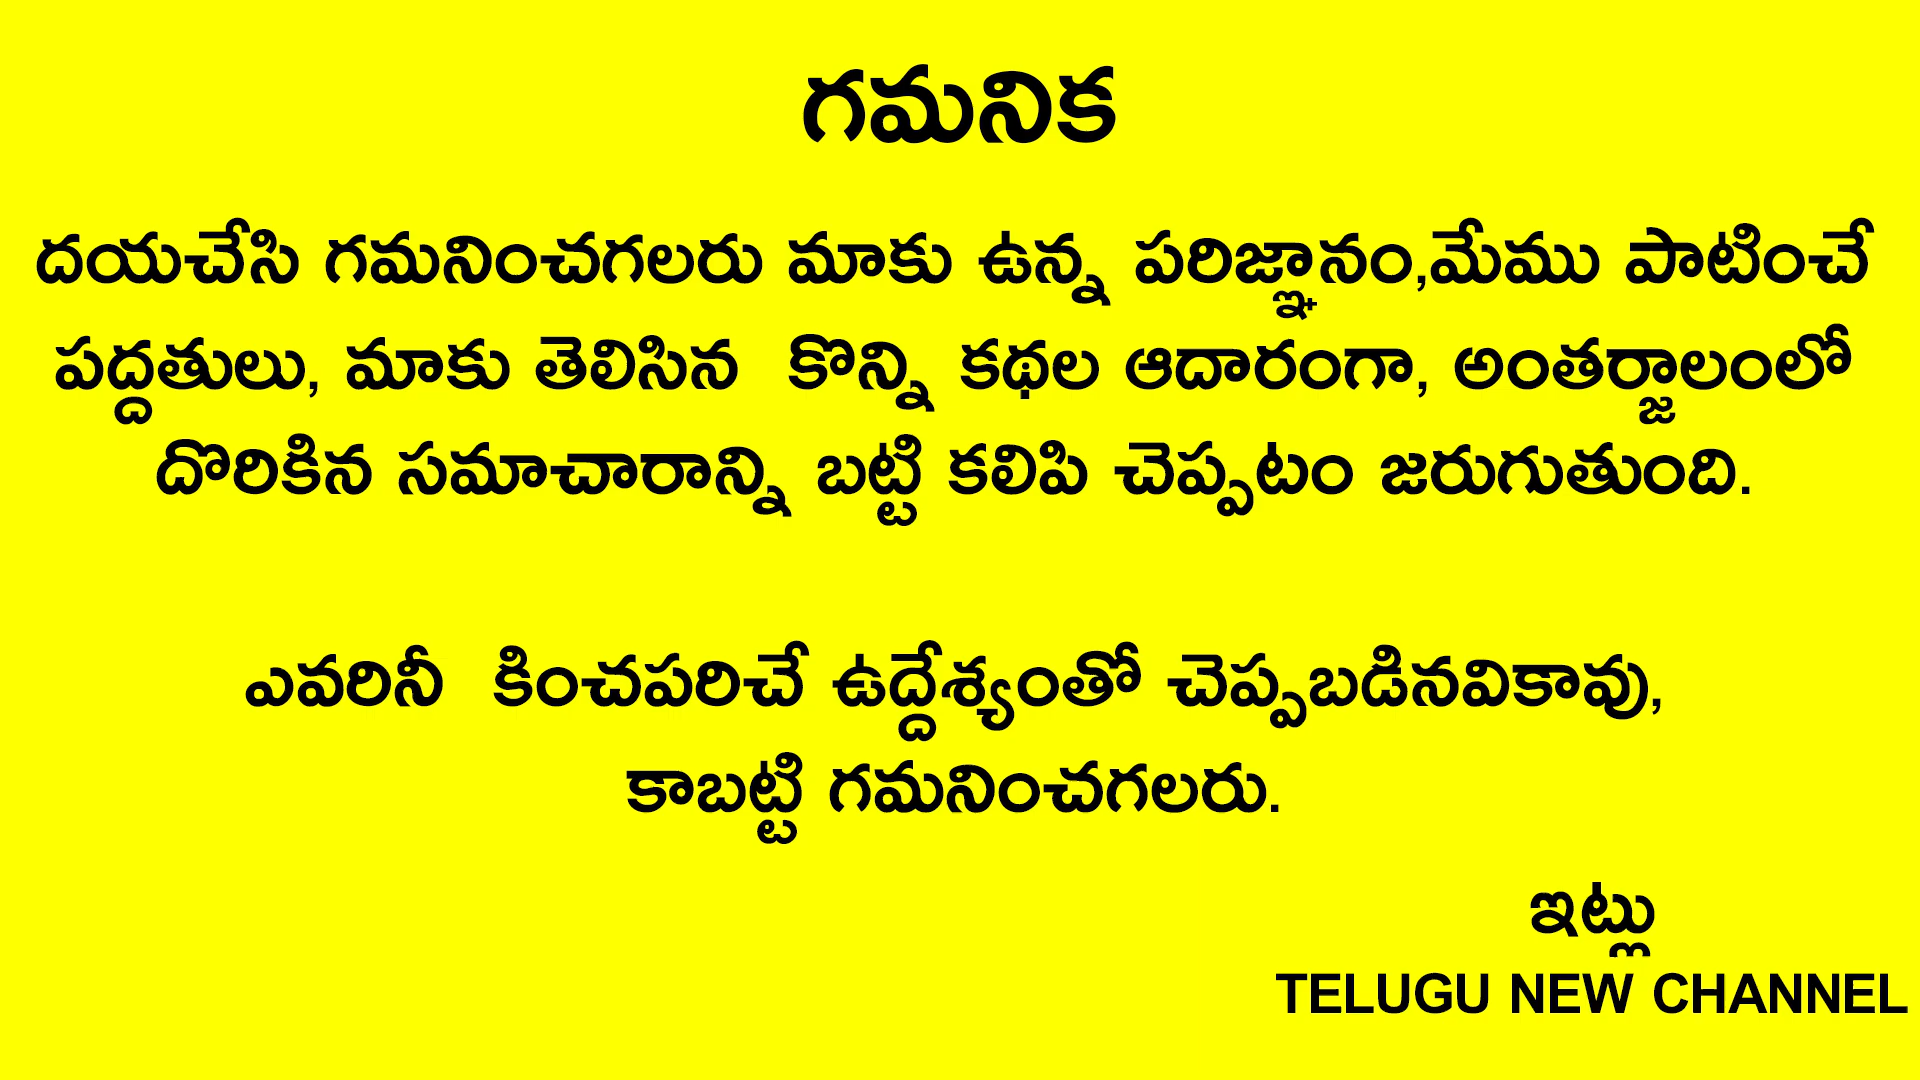 గమనిక
దయచేసి గమనించగలరు మాకు ఉన్న పరిజ్ఞానం,మేము పాటించే
పద్దతులు, మాకు తెలిసిన కొన్ని కథల ఆదారంగా, అంతర్జాలంలో
దొరికిన సమాచారాన్ని బట్టి కలిపి చెప్పటం జరుగుతుంది.
ఎవరినీ కించపరిచే ఉద్దేశ్యంతో చెప్పబడినవికావు,
కాబట్టి గమనించగలరు.
ఇట్లు
TELUGU NEW CHANNEL